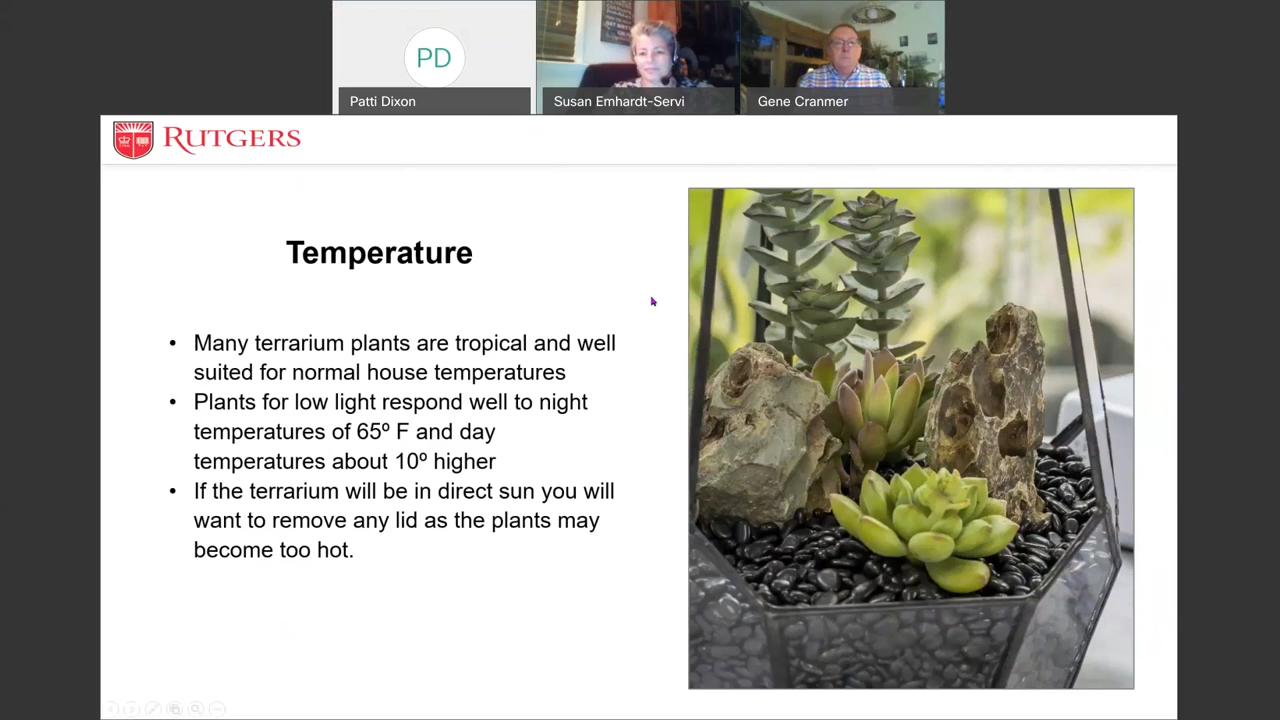 PD
Patti Dixon
Susan Emhardt-Servi
Gene Cranmer
RUTGERS
Temperature
• Many terrarium plants are tropical and well
suited for normal house temperatures
• Plants for low light respond well to night
temperatures of 65º F and day
temperatures about 10º higher
• If the terrarium will be in direct sun you will
want to remove any lid as the plants may
become too hot.